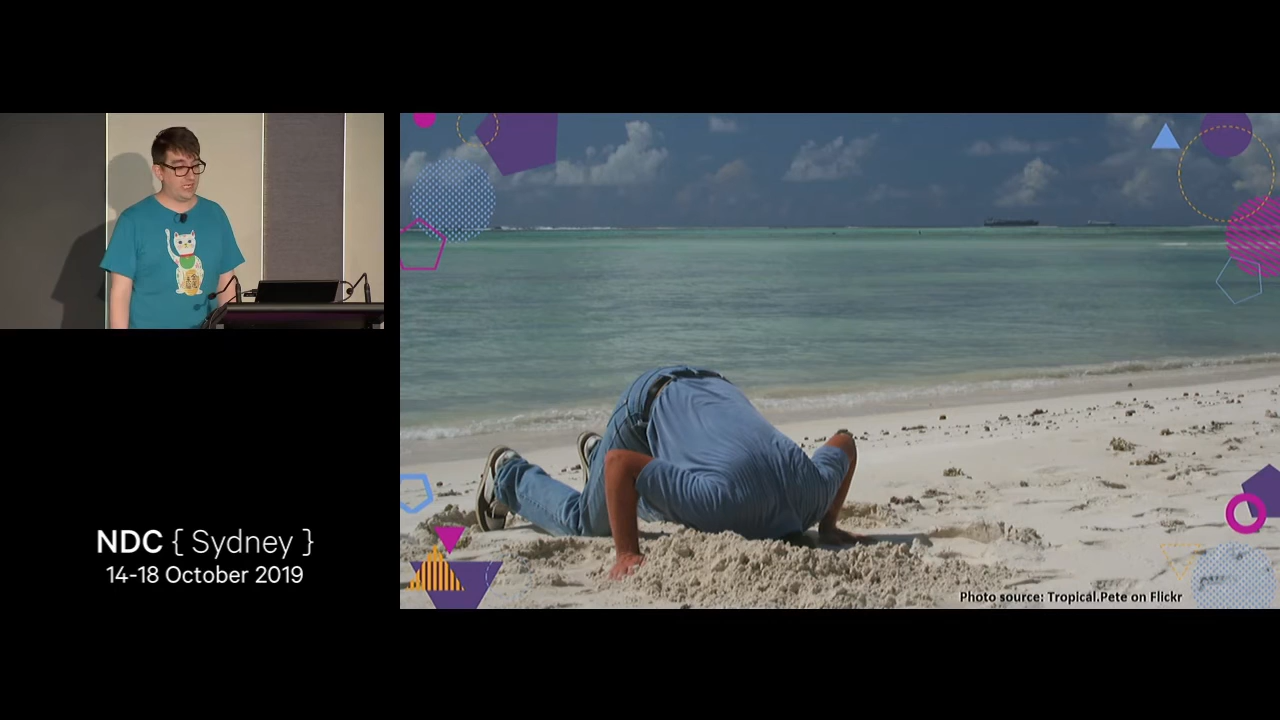 NDC { Sydney }
14-18 October 2019
Photo source: Tropical.Pete on Flickr